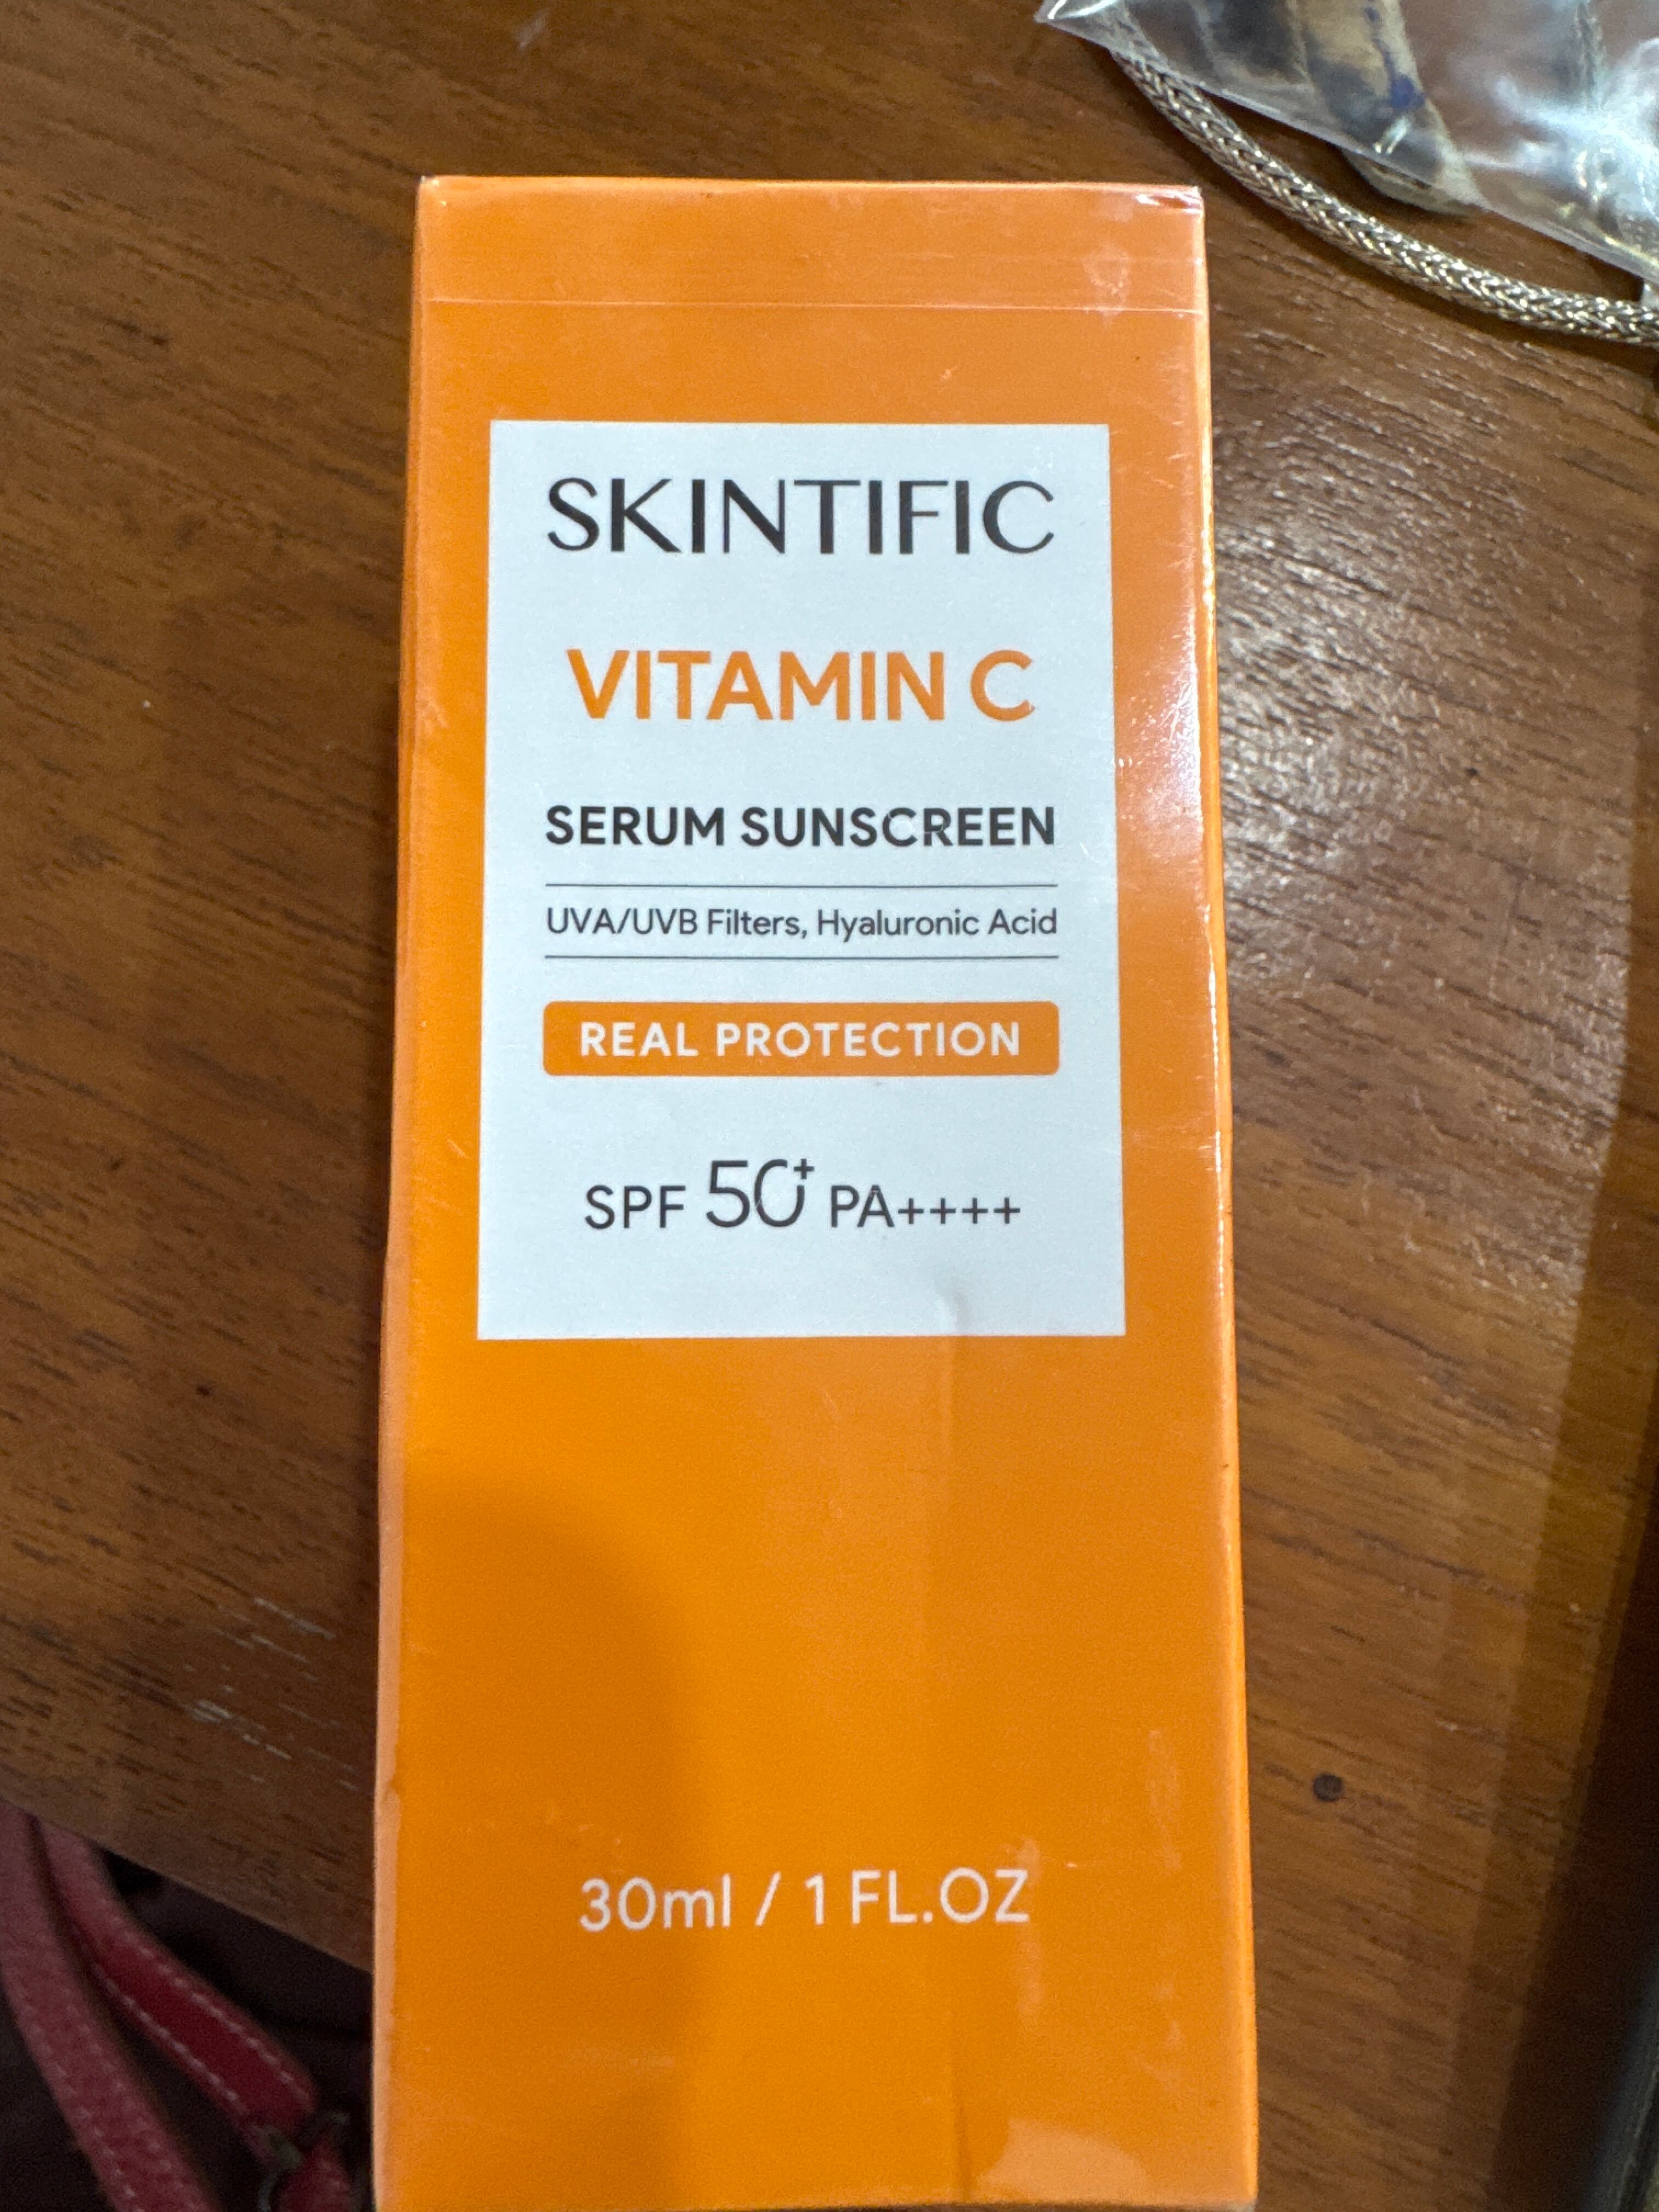 SKINTIFIC
VITAMIN C
SERUM SUNSCREEN
UVA/UVB Filters, Hyaluronic Acid
REAL PROTECTION
SPF 50+ PA++++
30ml / 1 FL.OZ